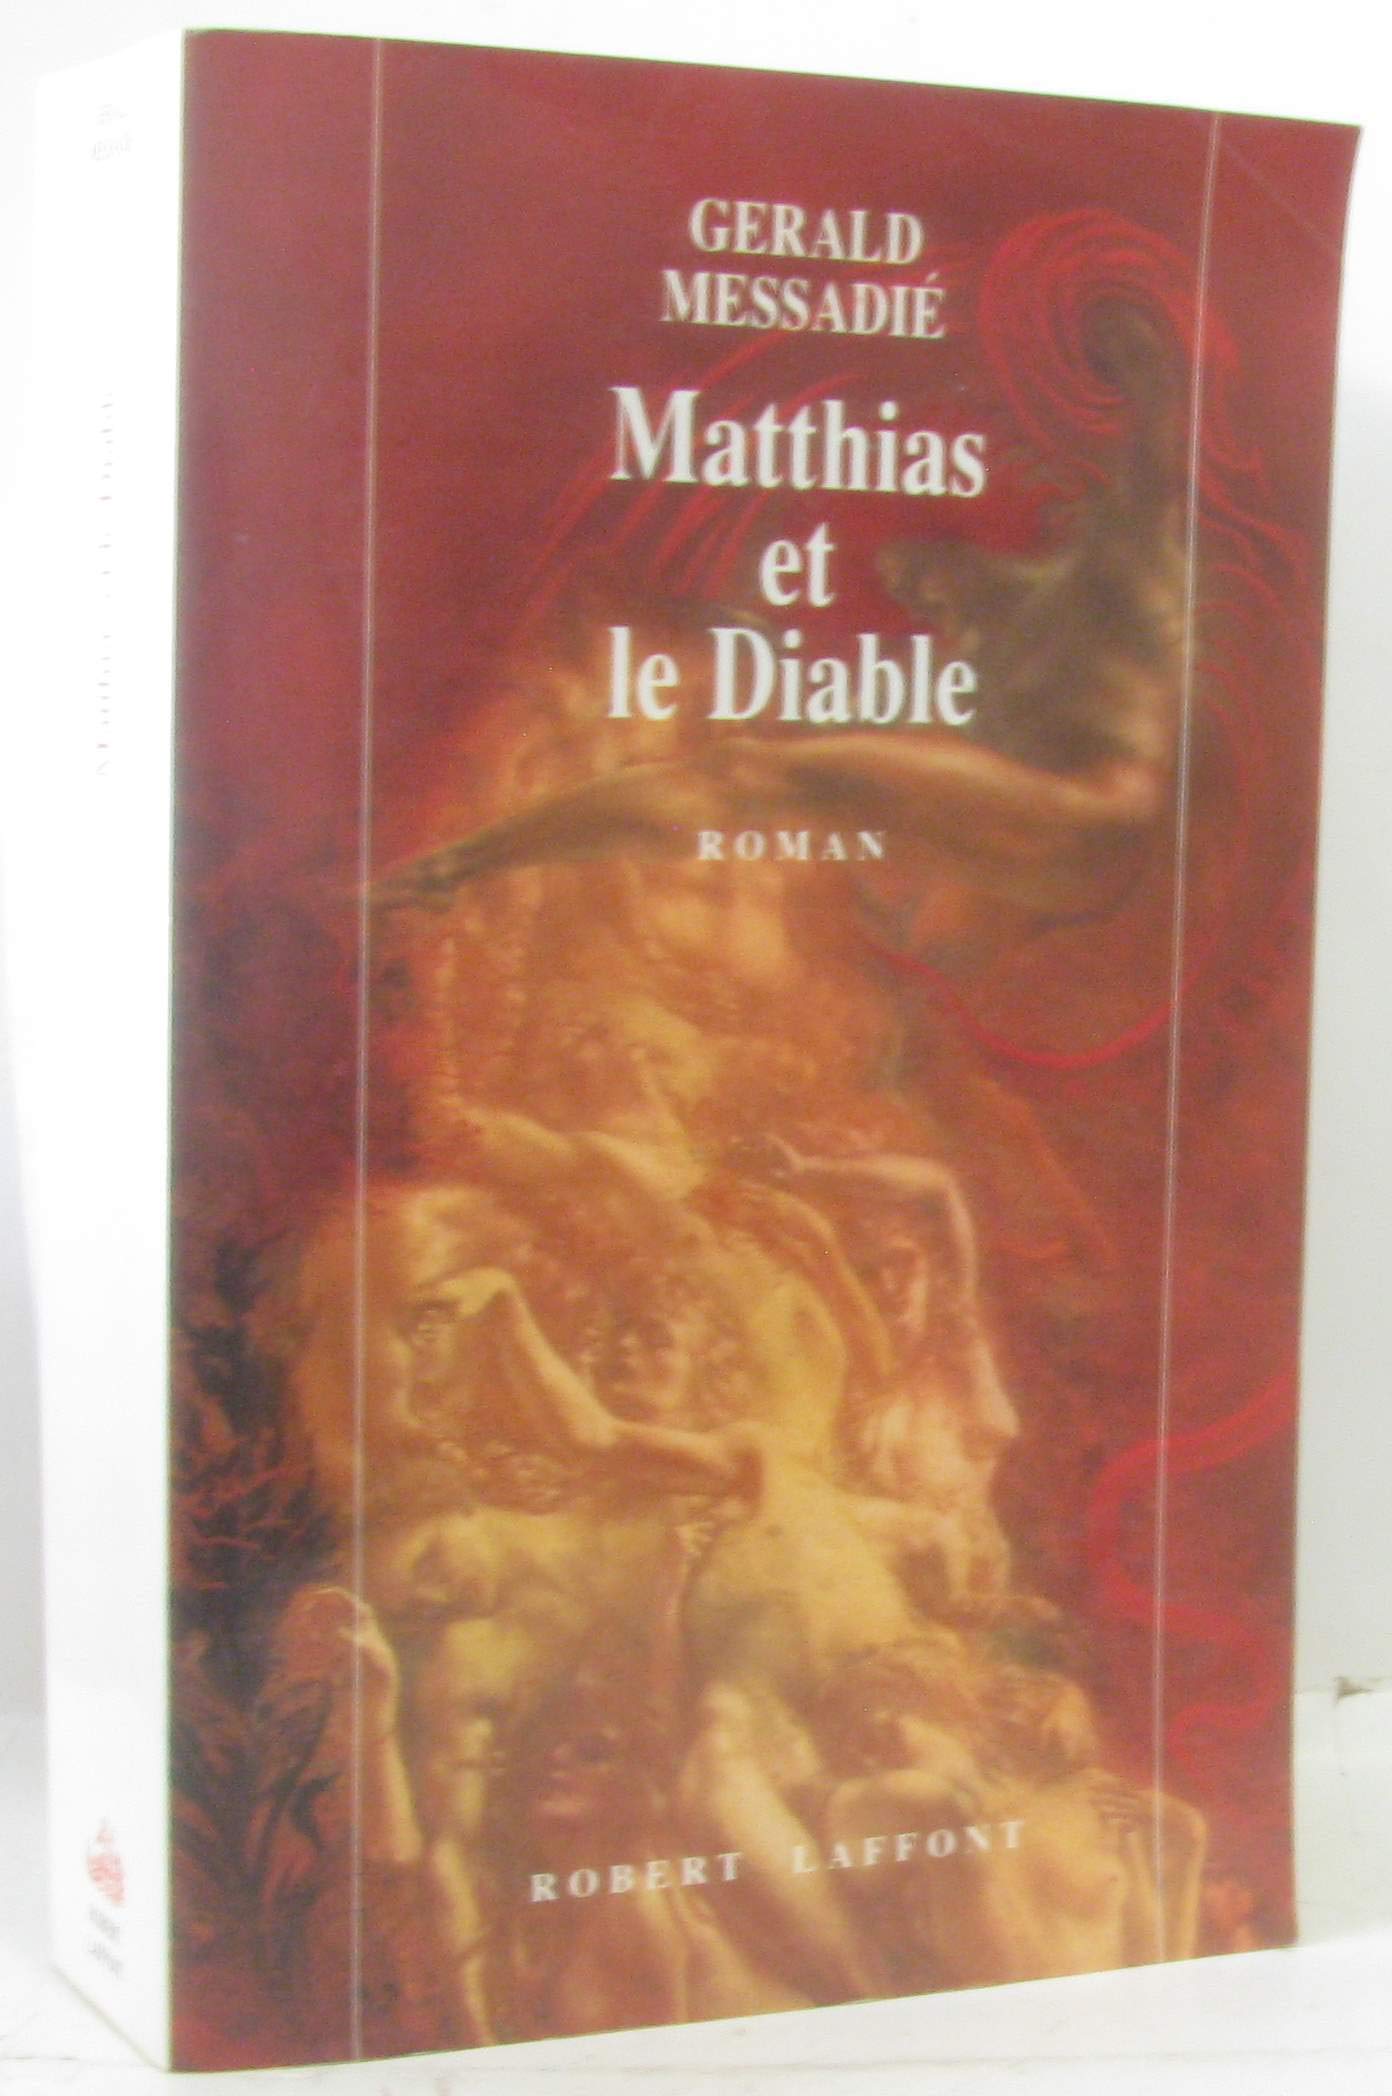 GERALD
MESSADIÉ
Matthias
et
le Diable
ROMAN
ROBERT LAFFONT